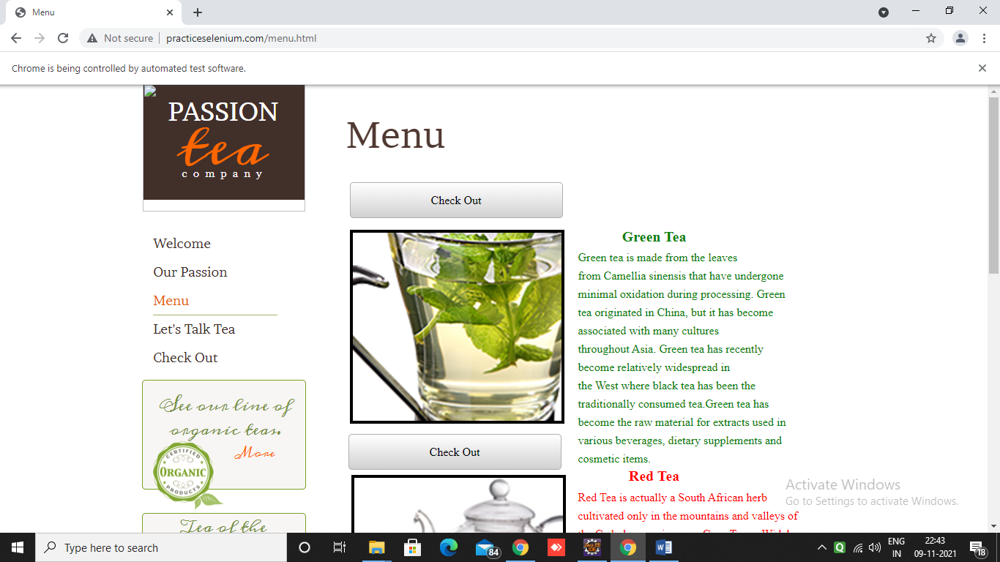 Menu
Not secure
practiceselenium.com/menu.html
Chrome is being controlled by automated test software.
PASSION
tea
company
Welcome
Our Passion
Menu
Let's Talk Tea
Check Out
See our line of
organic teas.
More
CERTIFIED
ORGANIC
PRODUCTS
Tea of the
Menu
Check Out
Green Tea
Green tea is made from the leaves
from Camellia sinensis that have undergone
minimal oxidation during processing. Green
tea originated in China, but it has become
associated with many cultures
throughout Asia. Green tea has recently
become relatively widespread in
the West where black tea has been the
traditionally consumed tea.Green tea has
become the raw material for extracts used in
various beverages, dietary supplements and
cosmetic items.
Check Out
Red Tea
Red Tea is actually a South African herb
cultivated only in the mountains and valleys of
Activate Windows
Go to Settings to activate Windows.
Type here to search
84
Java EE
IDE
ENG
IN
22:43
09-11-2021
18